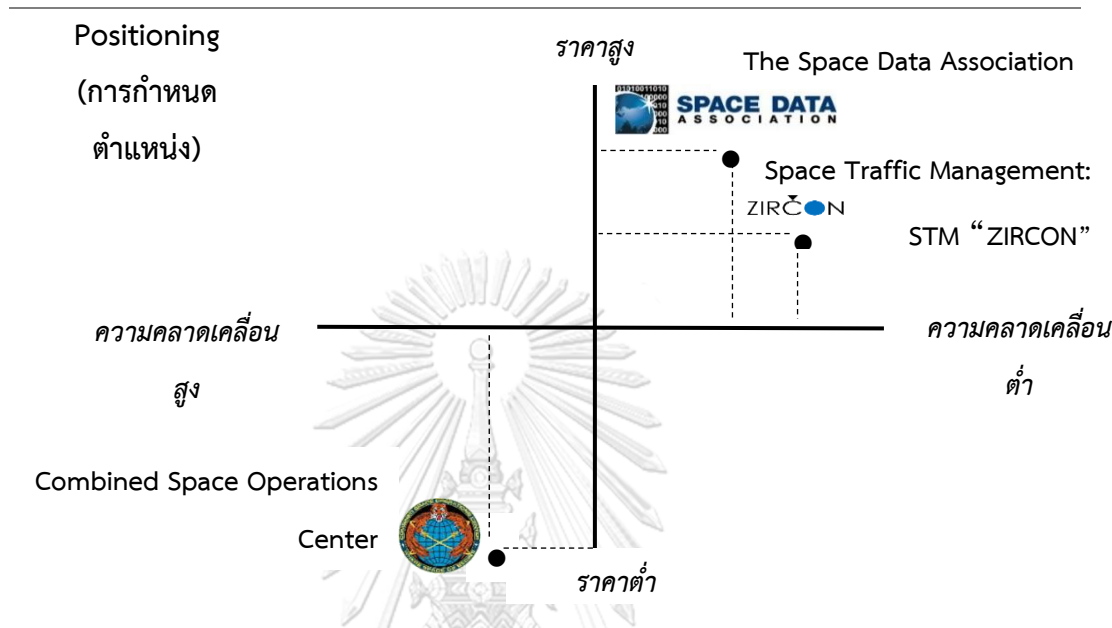 Positioning
(การกำหนด
ตำแหน่ง)
ราคาสูง
The Space Data Association
SPACE DATA
ASSOCIATION
Space Traffic Management:
ZIRCON
STM “ZIRCON”
ความคลาดเคลื่อน
สูง
ความคลาดเคลื่อน
ต่ำ
Combined Space Operations
Center
ราคาต่ำ